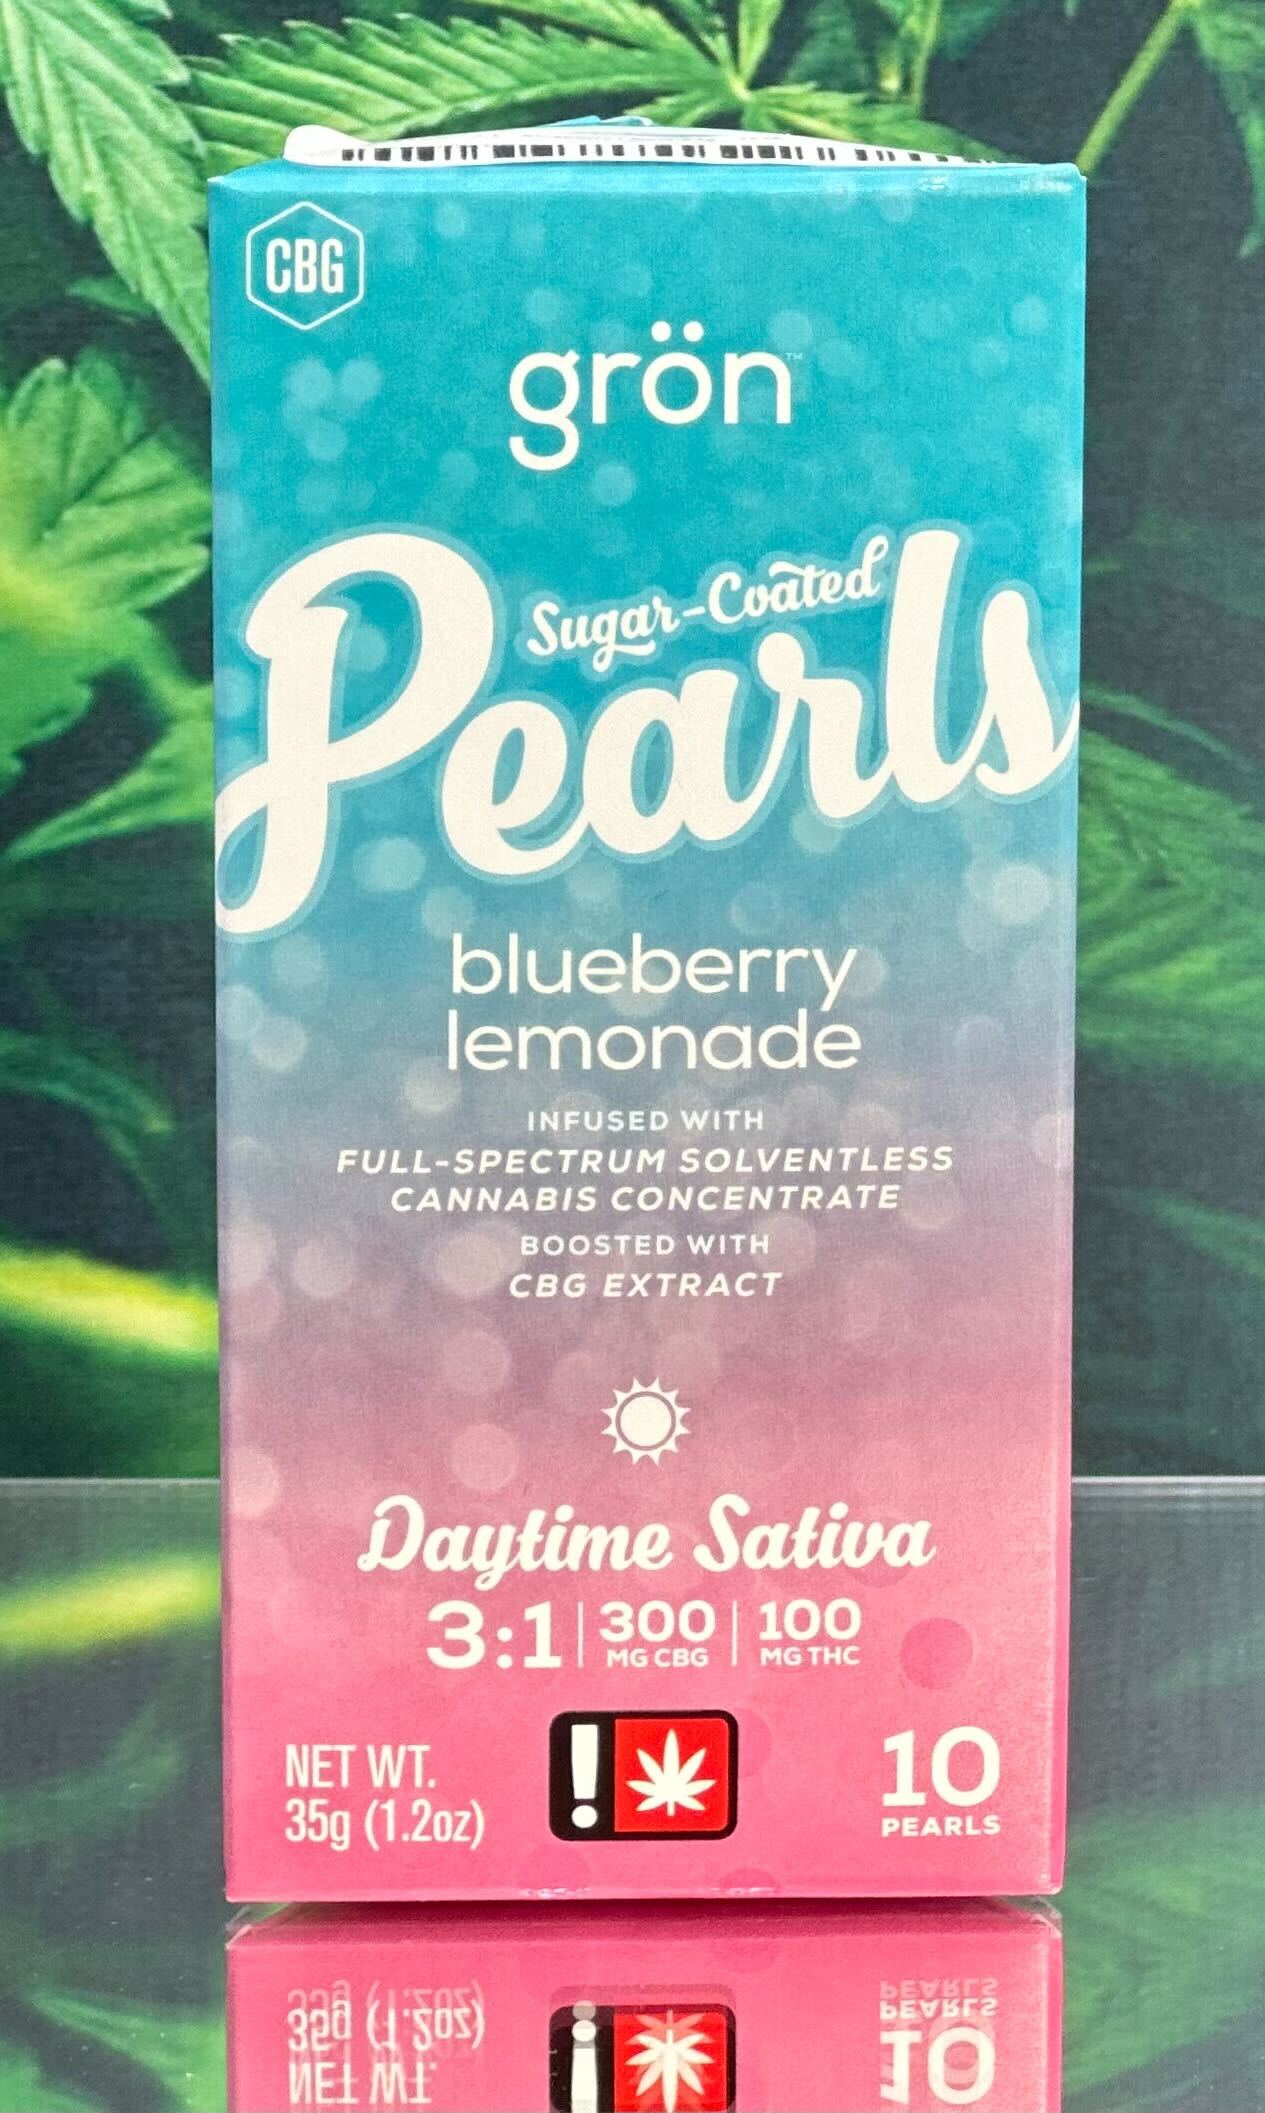 CBG
grön™
Sugar-Coated
Pearls
blueberry
lemonade
INFUSED WITH
FULL-SPECTRUM SOLVENTLESS
CANNABIS CONCENTRATE
BOOSTED WITH
CBG EXTRACT
Daytime Sativa
3:1 | 300 MG CBG | 100 MG THC
NET WT.
35g (1.2oz)
!
10
PEARLS